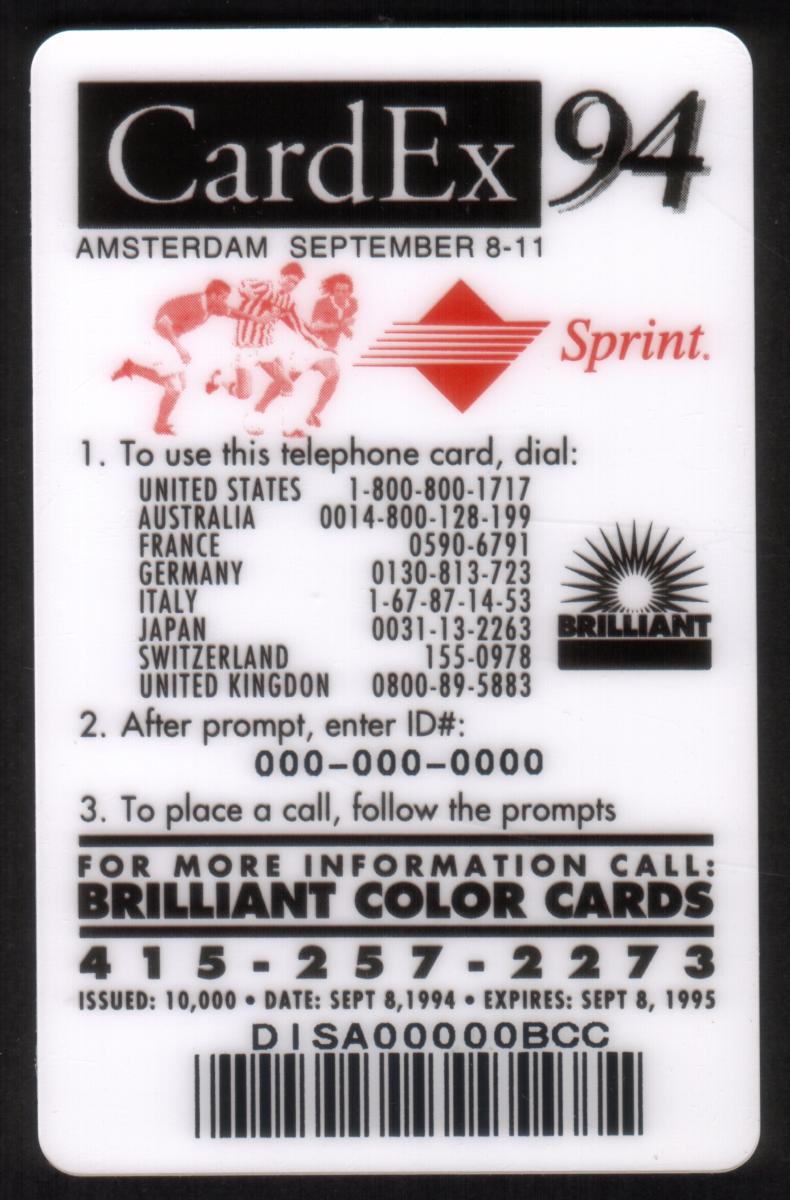 CardEx 94
AMSTERDAM SEPTEMBER 8-11
Sprint.
1. To use this telephone card, dial:
UNITED STATES 1-800-800-1717
AUSTRALIA 0014-800-128-199
FRANCE 0590-6791
GERMANY 0130-813-723
ITALY 1-67-87-14-53
JAPAN 0031-13-2263
SWITZERLAND 155-0978
UNITED KINGDON 0800-89-5883
BRILLIANT
2. After prompt, enter ID#:
000-000-0000
3. To place a call, follow the prompts
FOR MORE INFORMATION CALL:
BRILLIANT COLOR CARDS
415-257-2273
ISSUED: 10,000 • DATE: SEPT 8,1994 • EXPIRES: SEPT 8, 1995
DISA00000BCC